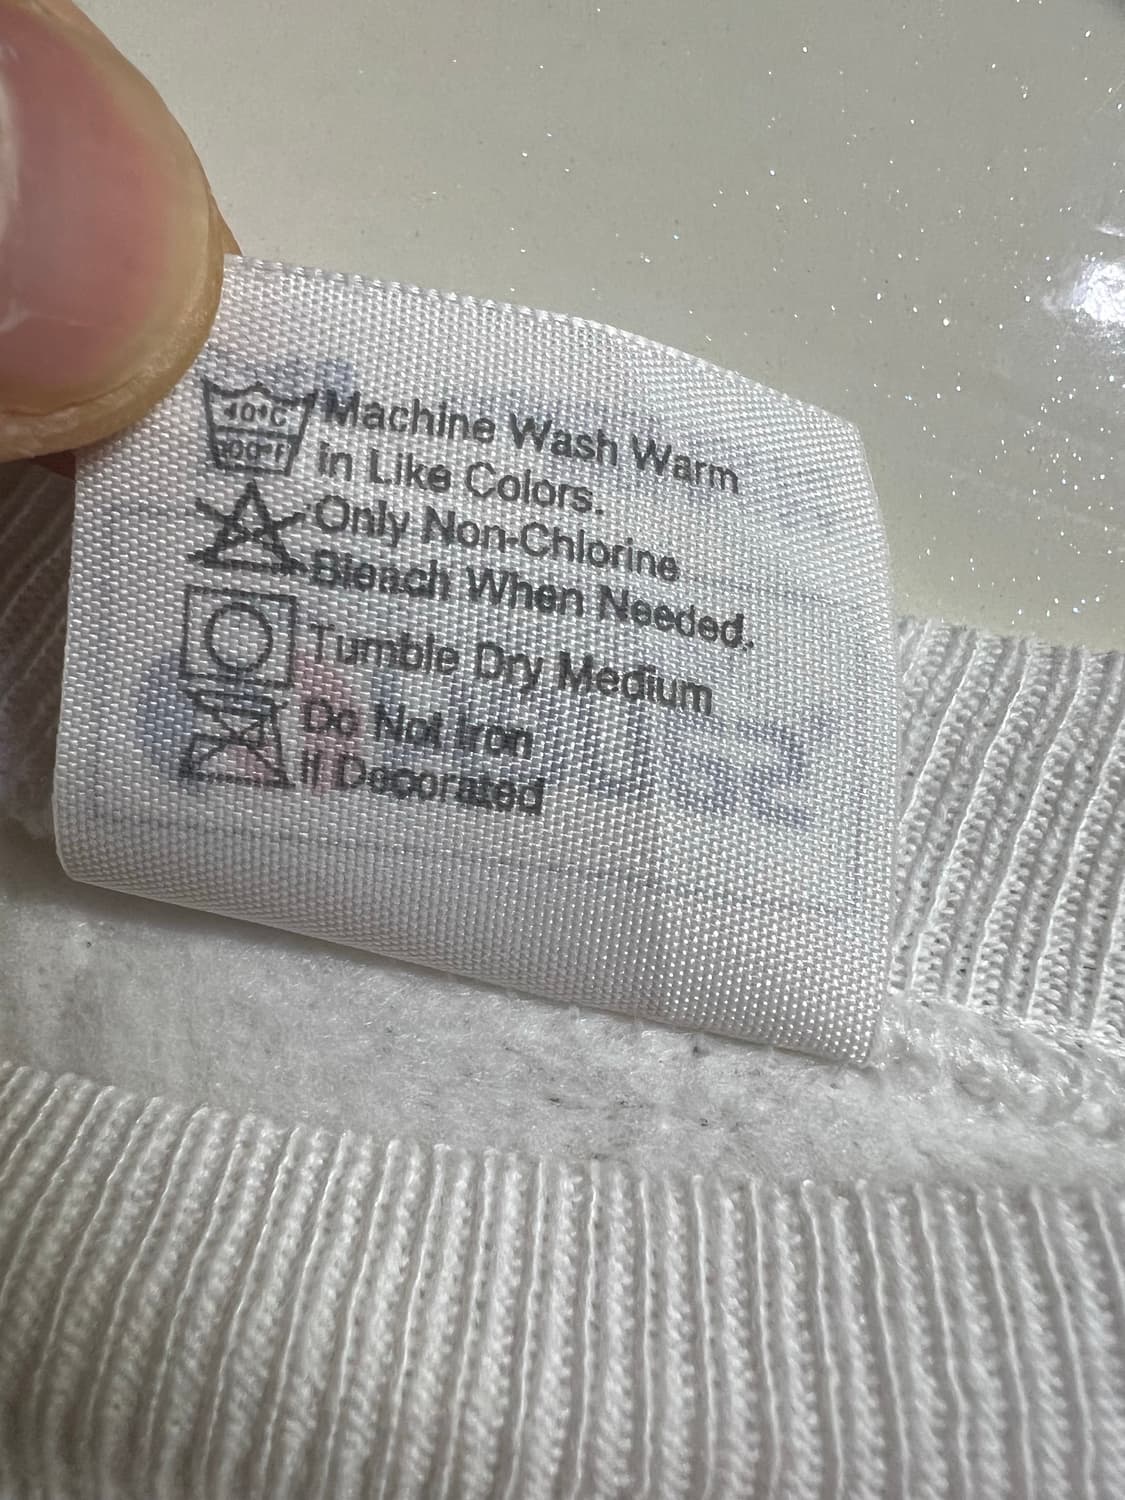 40°C Machine Wash Warm
100°F in Like Colors.
Only Non-Chlorine
Bleach When Needed.
Tumble Dry Medium
Do Not Iron
If Decorated